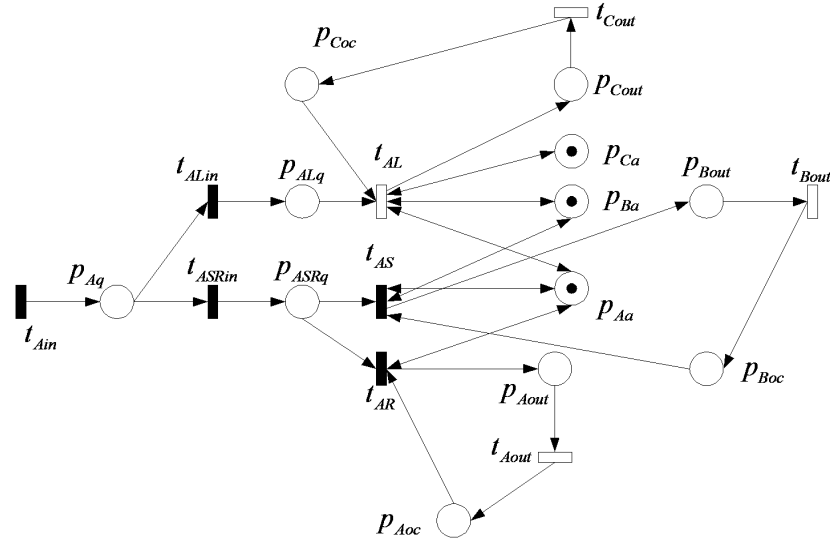 t_Cout
p_Coc
p_Cout
t_AL
p_Ca
t_ALin
p_ALq
p_Bout
t_Bout
p_Ba
t_AS
p_Aq
t_ASRin
p_ASRq
p_Aa
t_Ain
p_Boc
t_AR
p_Aout
t_Aout
p_Aoc